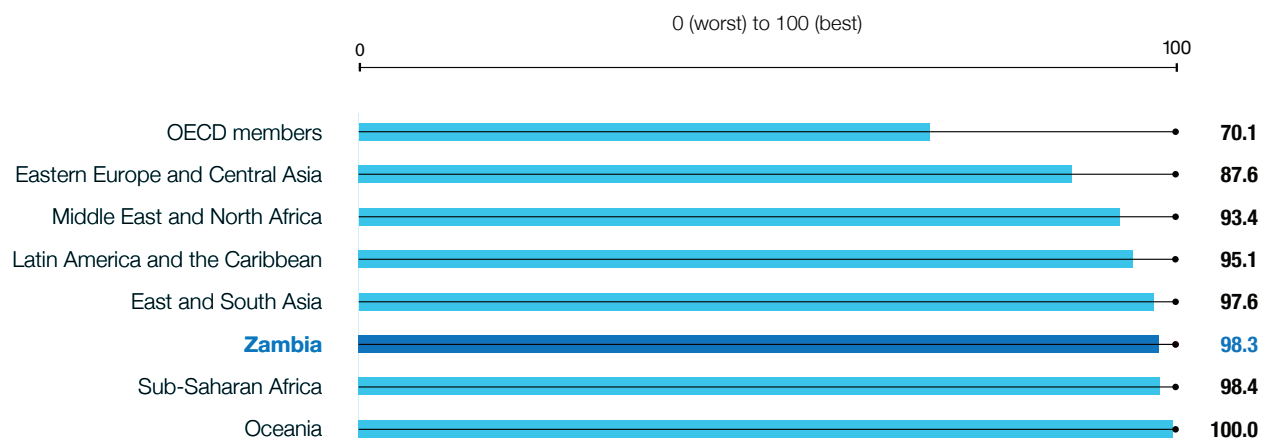 0 (worst) to 100 (best)
0 100
OECD members 70.1
Eastern Europe and Central Asia 87.6
Middle East and North Africa 93.4
Latin America and the Caribbean 95.1
East and South Asia 97.6
Zambia 98.3
Sub-Saharan Africa 98.4
Oceania 100.0